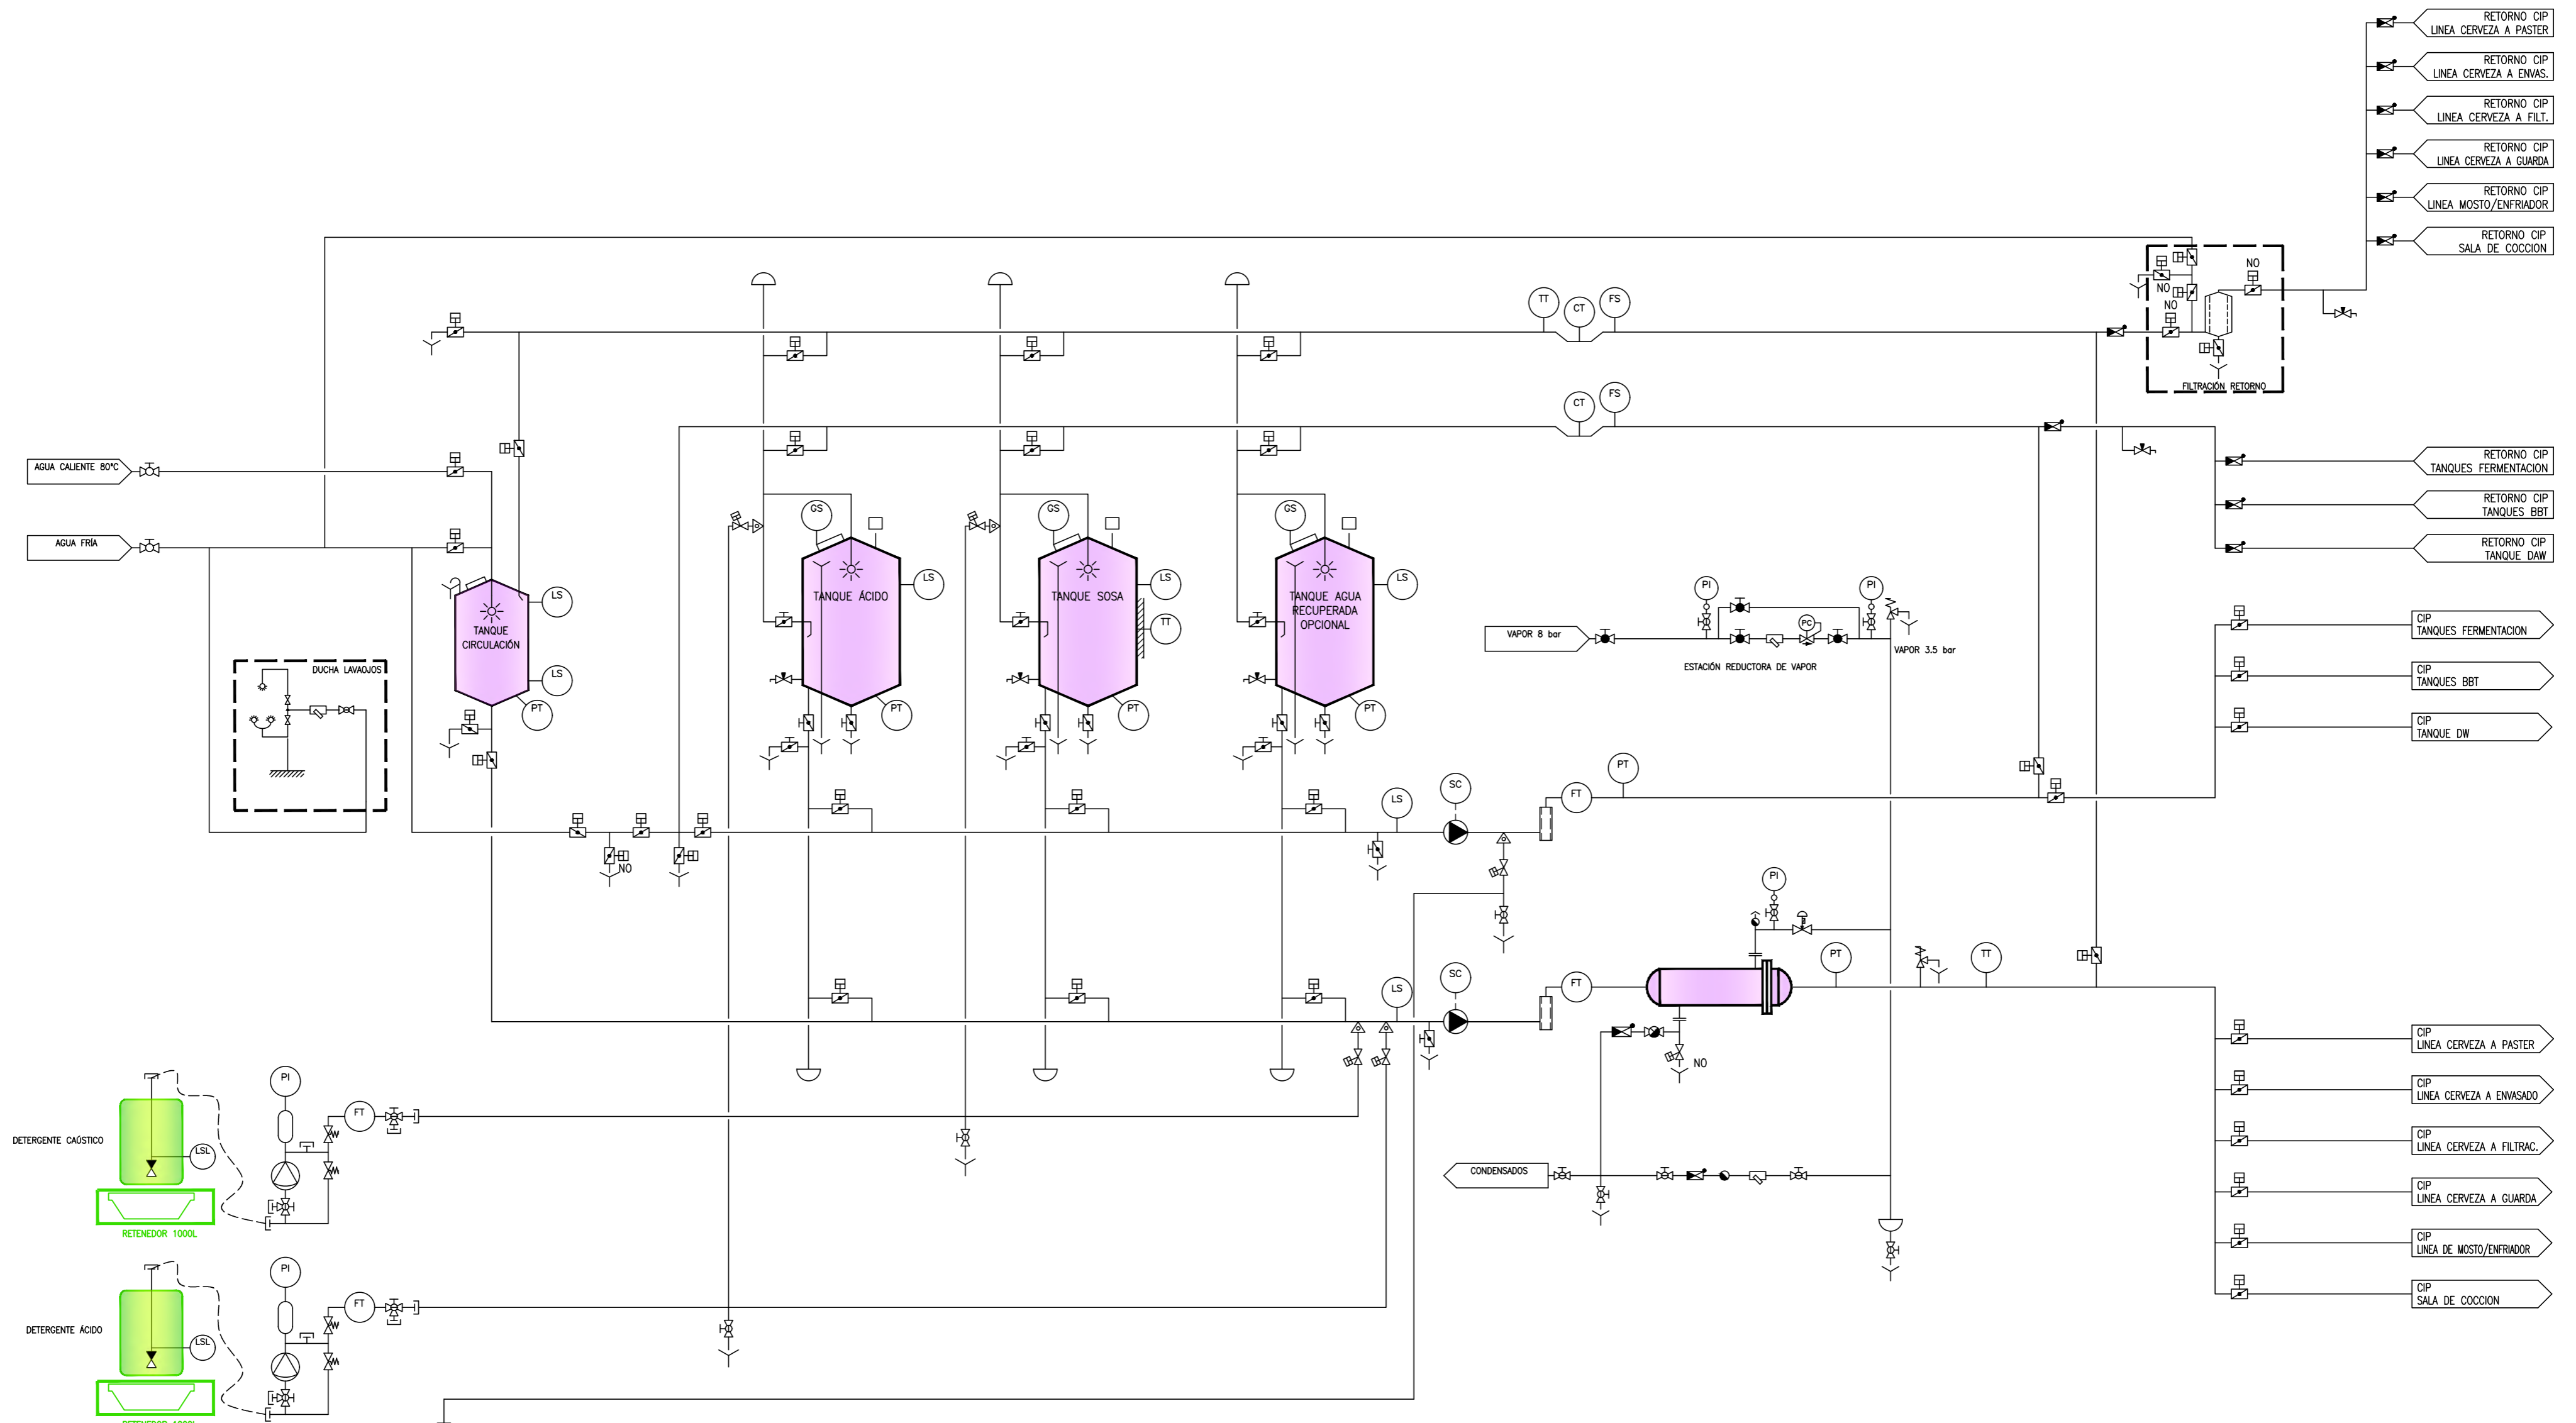 RETORNO CIP
LINEA CERVEZA A PASTER
RETORNO CIP
LINEA CERVEZA A ENVAS.
RETORNO CIP
LINEA CERVEZA A FILT.
RETORNO CIP
LINEA CERVEZA A GUARDA
RETORNO CIP
LINEA MOSTO/ENFRIADOR
RETORNO CIP
SALA DE COCCION
NO
NO
NO
FILTRACIÓN RETORNO
TT
CT
FS
CT
FS
AGUA CALIENTE 80°C
AGUA FRÍA
RETORNO CIP
TANQUES FERMENTACION
RETORNO CIP
TANQUES BBT
RETORNO CIP
TANQUE DAW
GS
GS
GS
LS
LS
LS
LS
TANQUE ÁCIDO
TANQUE SOSA
TANQUE AGUA
RECUPERADA
OPCIONAL
TT
TANQUE
CIRCULACIÓN
LS
PT
PT
PT
PT
DUCHA LAVAOJOS
PI
PI
PC
VAPOR 8 bar
VAPOR 3.5 bar
ESTACIÓN REDUCTORA DE VAPOR
CIP
TANQUES FERMENTACION
CIP
TANQUES BBT
CIP
TANQUE DW
LS
SC
FT
PT
NO
PI
LS
SC
FT
PT
TT
NO
CIP
LINEA CERVEZA A PASTER
CIP
LINEA CERVEZA A ENVASADO
CIP
LINEA CERVEZA A FILTRAC.
CIP
LINEA CERVEZA A GUARDA
CIP
LINEA DE MOSTO/ENFRIADOR
CIP
SALA DE COCCION
CONDENSADOS
PI
FT
DETERGENTE CAÚSTICO
LSL
RETENEDOR 1000L
PI
FT
DETERGENTE ÁCIDO
LSL